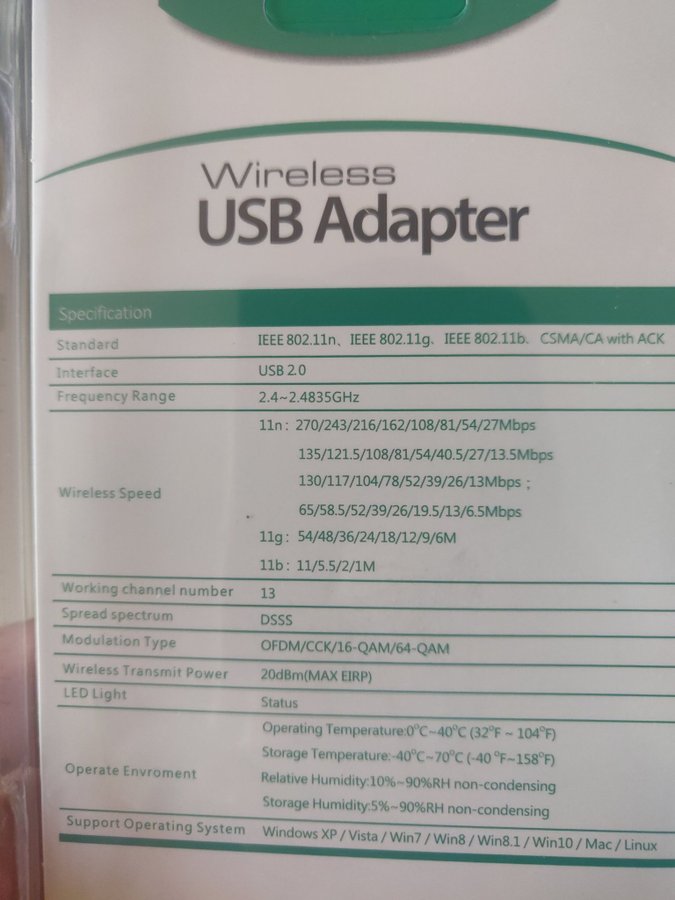 Wireless
USB Adapter
Specification
Standard IEEE 802.11n、IEEE 802.11g、IEEE 802.11b、CSMA/CA with ACK
Interface USB 2.0
Frequency Range 2.4~2.4835GHz
Wireless Speed 11n: 270/243/216/162/108/81/54/27Mbps
135/121.5/108/81/54/40.5/27/13.5Mbps
130/117/104/78/52/39/26/13Mbps ;
65/58.5/52/39/26/19.5/13/6.5Mbps
11g: 54/48/36/24/18/12/9/6M
11b: 11/5.5/2/1M
Working channel number 13
Spread spectrum DSSS
Modulation Type OFDM/CCK/16-QAM/64-QAM
Wireless Transmit Power 20dBm(MAX EIRP)
LED Light Status
Operate Envroment Operating Temperature:0°C~40°C (32°F ~ 104°F)
Storage Temperature:-40°C~70°C (-40 °F~158°F)
Relative Humidity:10%~90%RH non-condensing
Storage Humidity:5%~90%RH non-condensing
Support Operating System Windows XP / Vista / Win7 / Win8 / Win8.1 / Win10 / Mac / Linux